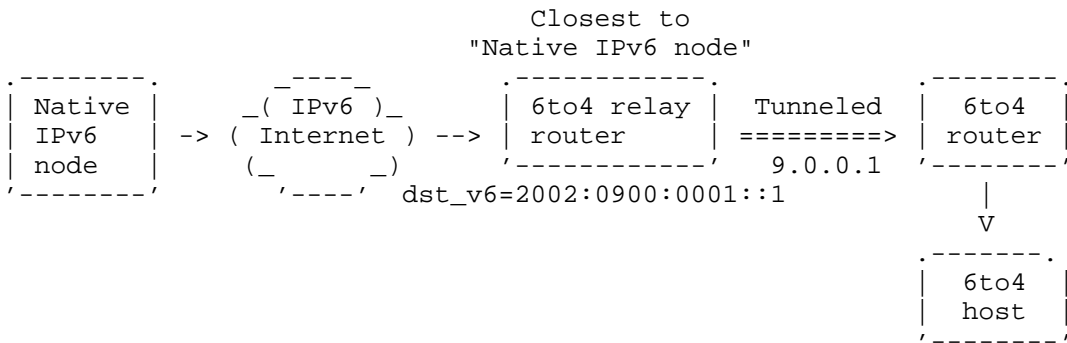 Closest to
"Native IPv6 node"
.--------.           _----_          .------------.         .--------.
| Native |         _( IPv6 )_        | 6to4 relay | Tunneled |  6to4  |
| IPv6   | -> ( Internet ) --> | router     | =========> | router |
| node   |        (_      _)        '------------'  9.0.0.1  '--------'
'--------'          '----'  dst_v6=2002:0900:0001::1             |
V
.-------.
|  6to4  |
|  host  |
'--------'